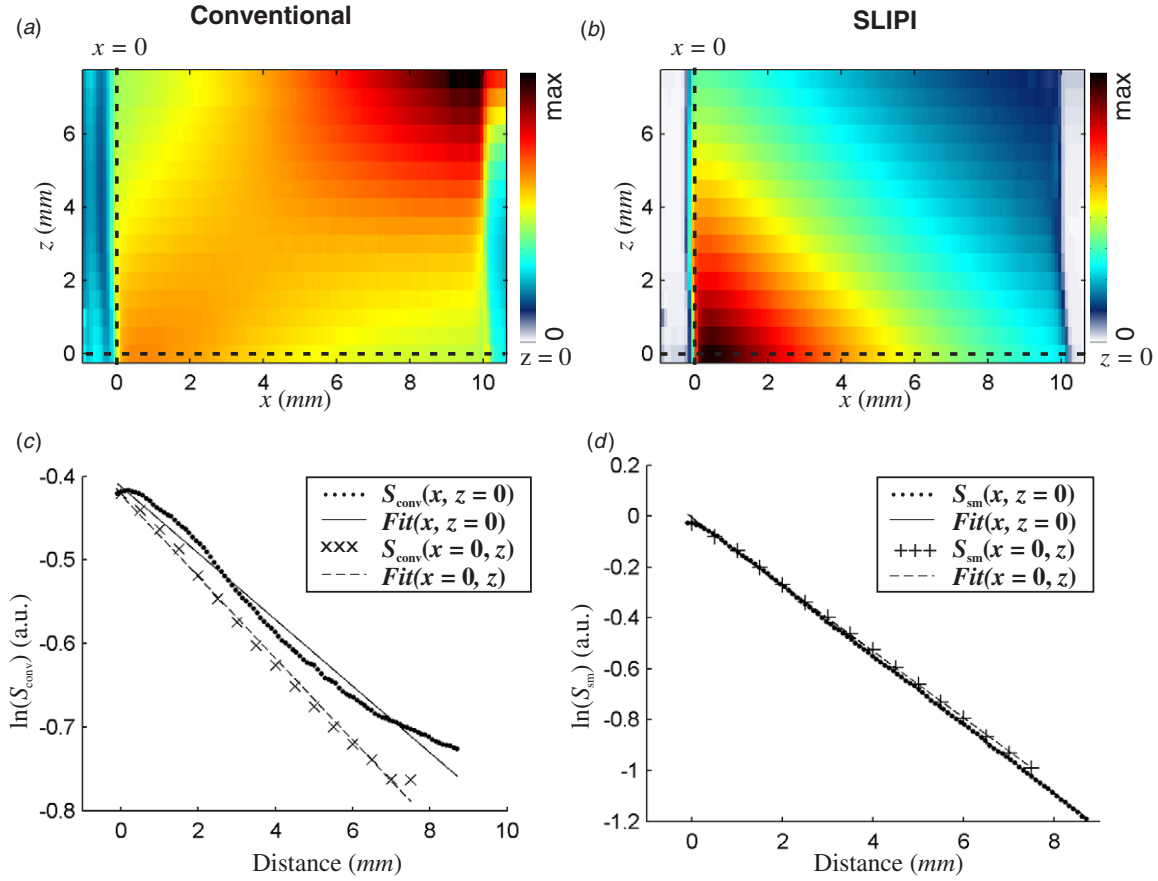 Conventional
SLIPI
(a)
x = 0
z (mm)
6
4
2
0
0
2
4
6
8
10
x (mm)
max
0
z = 0
(b)
x = 0
z (mm)
6
4
2
0
0
2
4
6
8
10
x (mm)
max
0
z = 0
(c)
ln(S_conv) (a.u.)
-0.4
-0.5
-0.6
-0.7
-0.8
0
2
4
6
8
10
Distance (mm)
S_conv(x, z = 0)
Fit(x, z = 0)
S_conv(x = 0, z)
Fit(x = 0, z)
(d)
ln(S_sm) (a.u.)
0.2
0
-0.2
-0.4
-0.6
-0.8
-1
-1.2
0
2
4
6
8
Distance (mm)
S_sm(x, z = 0)
Fit(x, z = 0)
S_sm(x = 0, z)
Fit(x = 0, z)